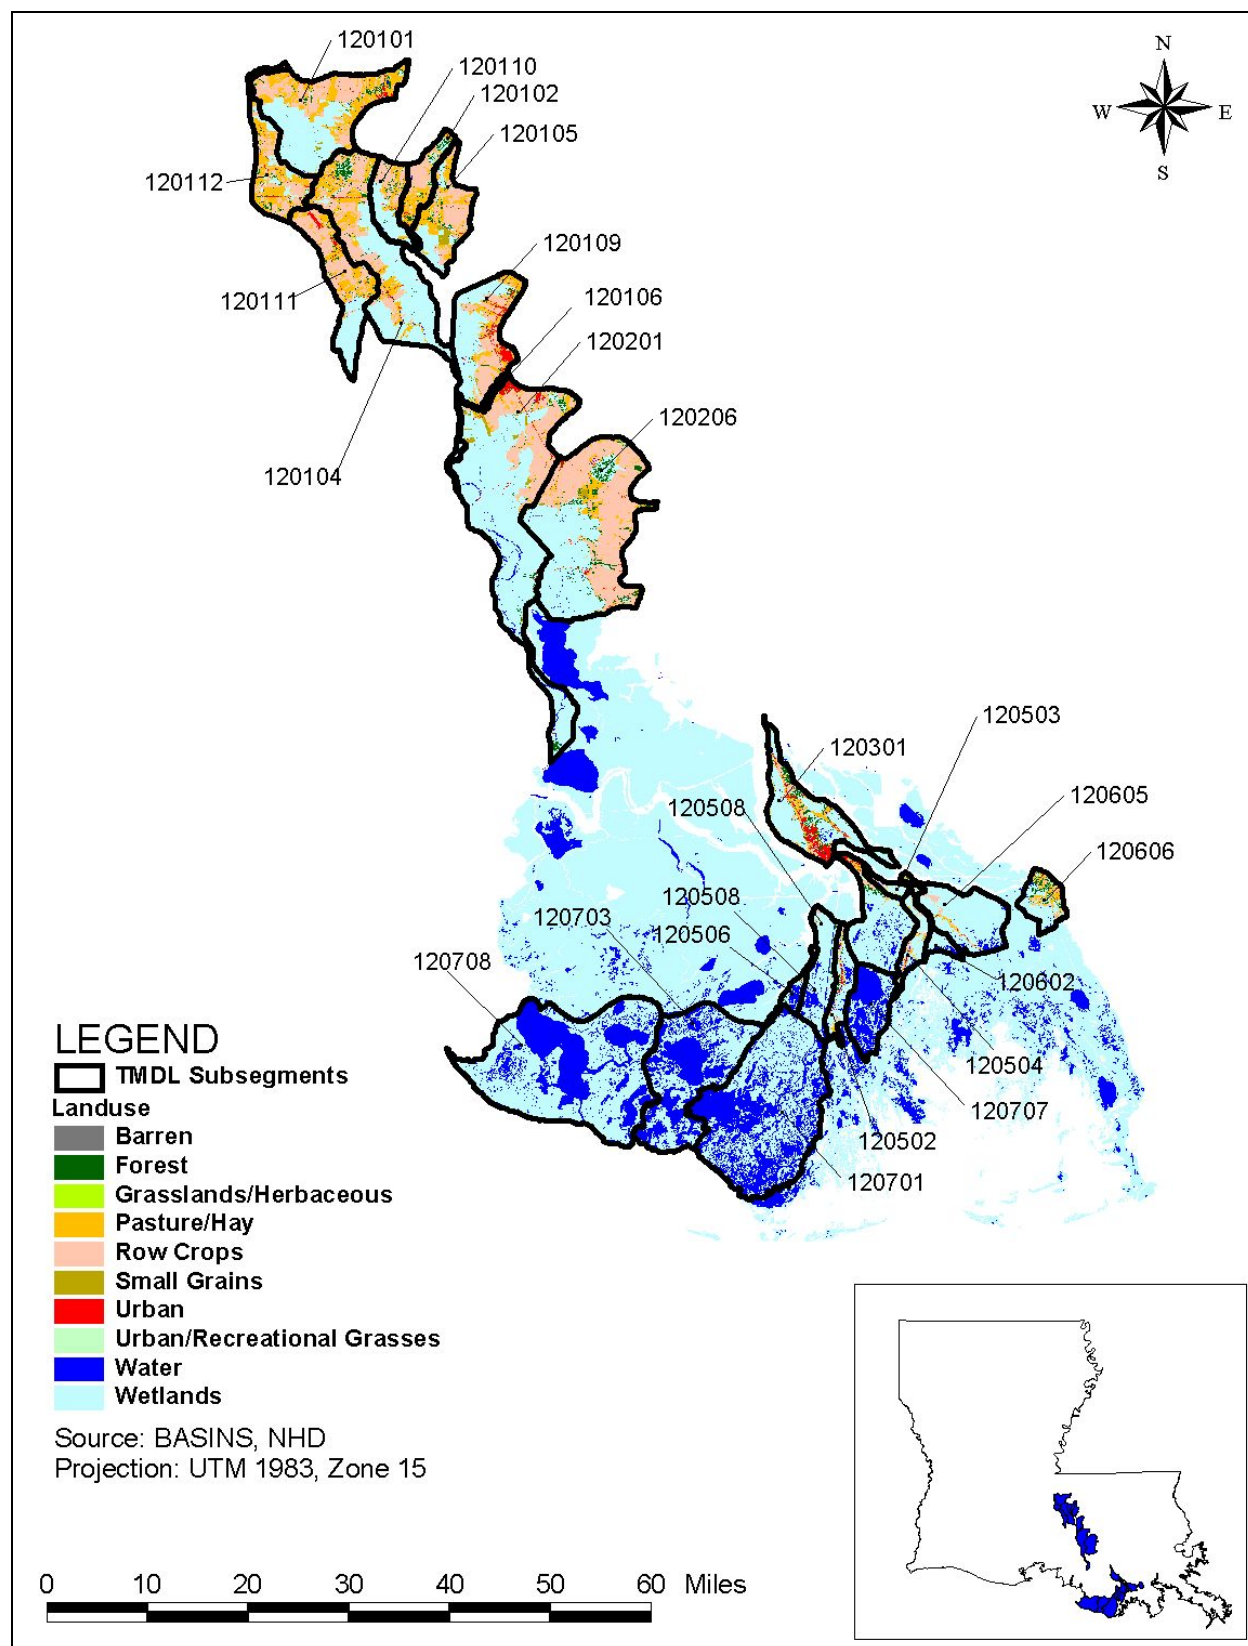 120101
N
120110
120102
W
E
120105
S
120112
120109
120106
120111
120201
120206
120104
120503
120301
120605
120508
120606
120508
120703
120506
120708
120602
LEGEND
TMDL Subsegments
120504
Landuse
120707
Barren
120502
Forest
120701
Grasslands/Herbaceous
Pasture/Hay
Row Crops
Small Grains
Urban
Urban/Recreational Grasses
Water
Wetlands
Source: BASINS, NHD
Projection: UTM 1983, Zone 15
0 10 20 30 40 50 60 Miles